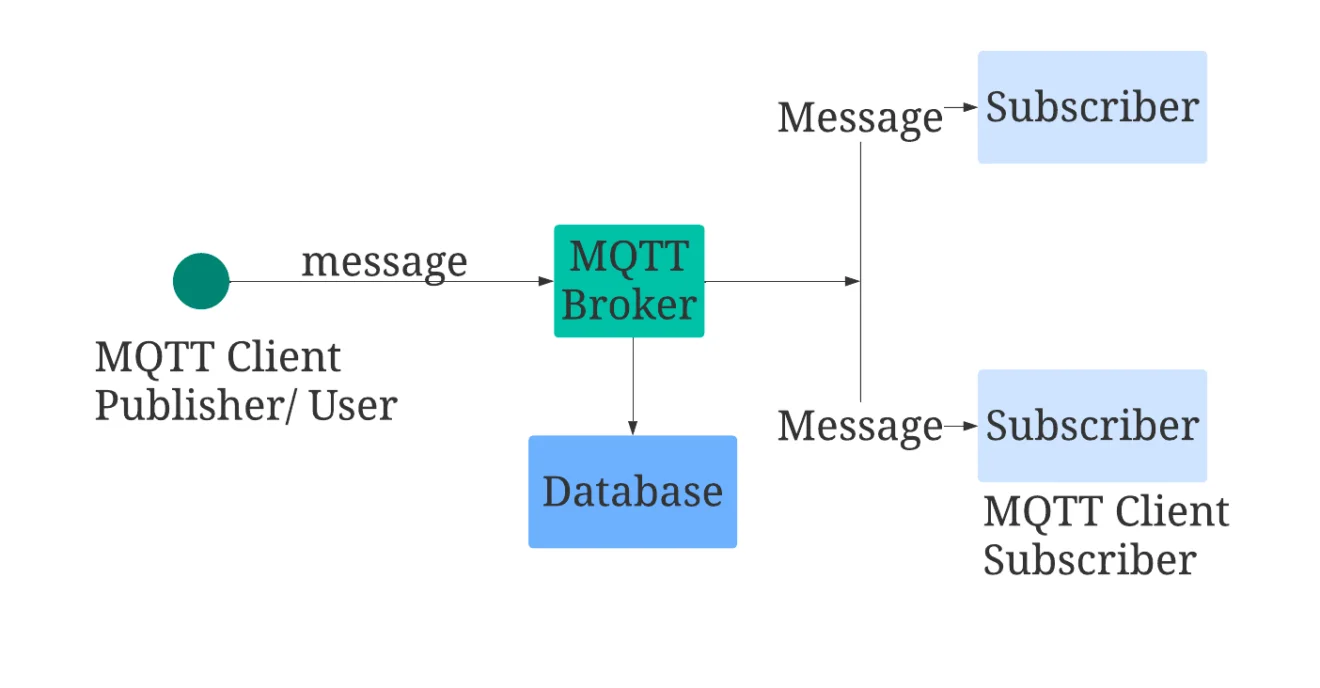 Message
Subscriber
message
MQTT
Broker
MQTT Client
Publisher/ User
Message
Subscriber
Database
MQTT Client
Subscriber